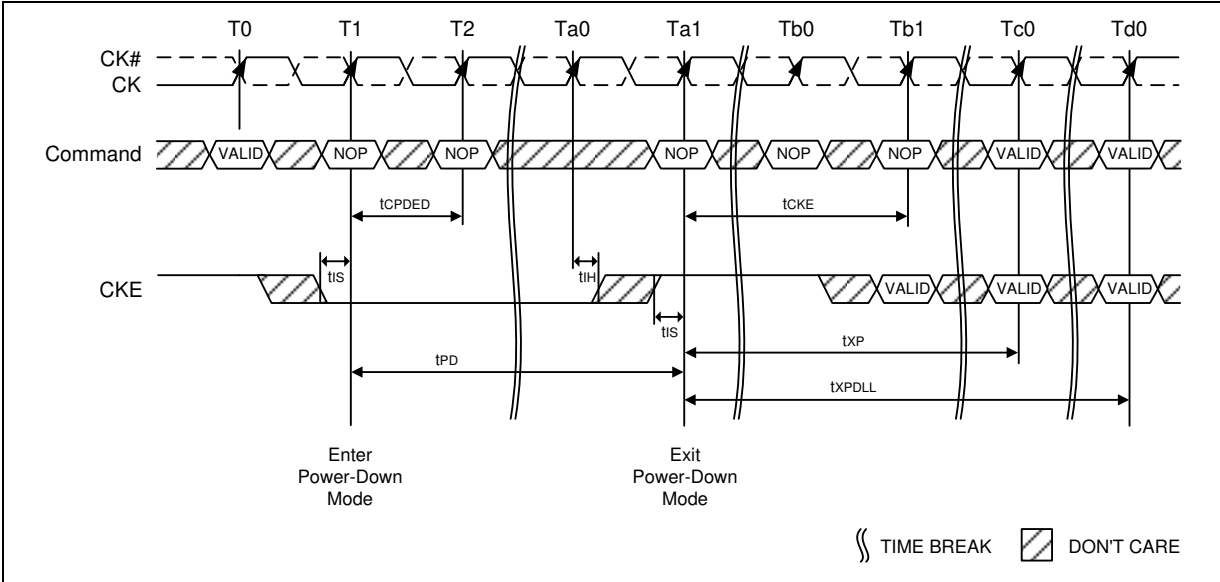 T0 T1 T2 Ta0 Ta1 Tb0 Tb1 Tc0 Td0
CK#
CK
Command VALID NOP NOP NOP NOP NOP VALID VALID
tCPDED tCKE
tIS tIH
CKE VALID VALID VALID
tIS
tPD tXP
tXPDLL
Enter
Power-Down
Mode
Exit
Power-Down
Mode
TIME BREAK DON'T CARE